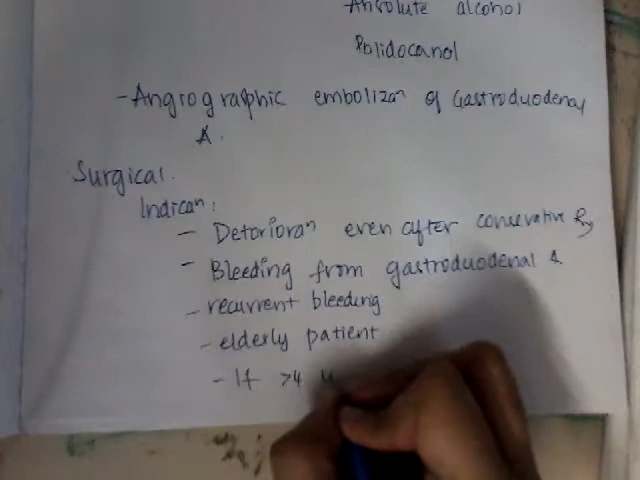 Absolute alcohol
Polidocanol
- Angiographic embolizan of Gastroduodenal
A.
Surgical.
Indican:
- Detorioran even after conservative Rx
- Bleeding from gastroduodenal A
- recurrent bleeding
- elderly patient
- If >4 u